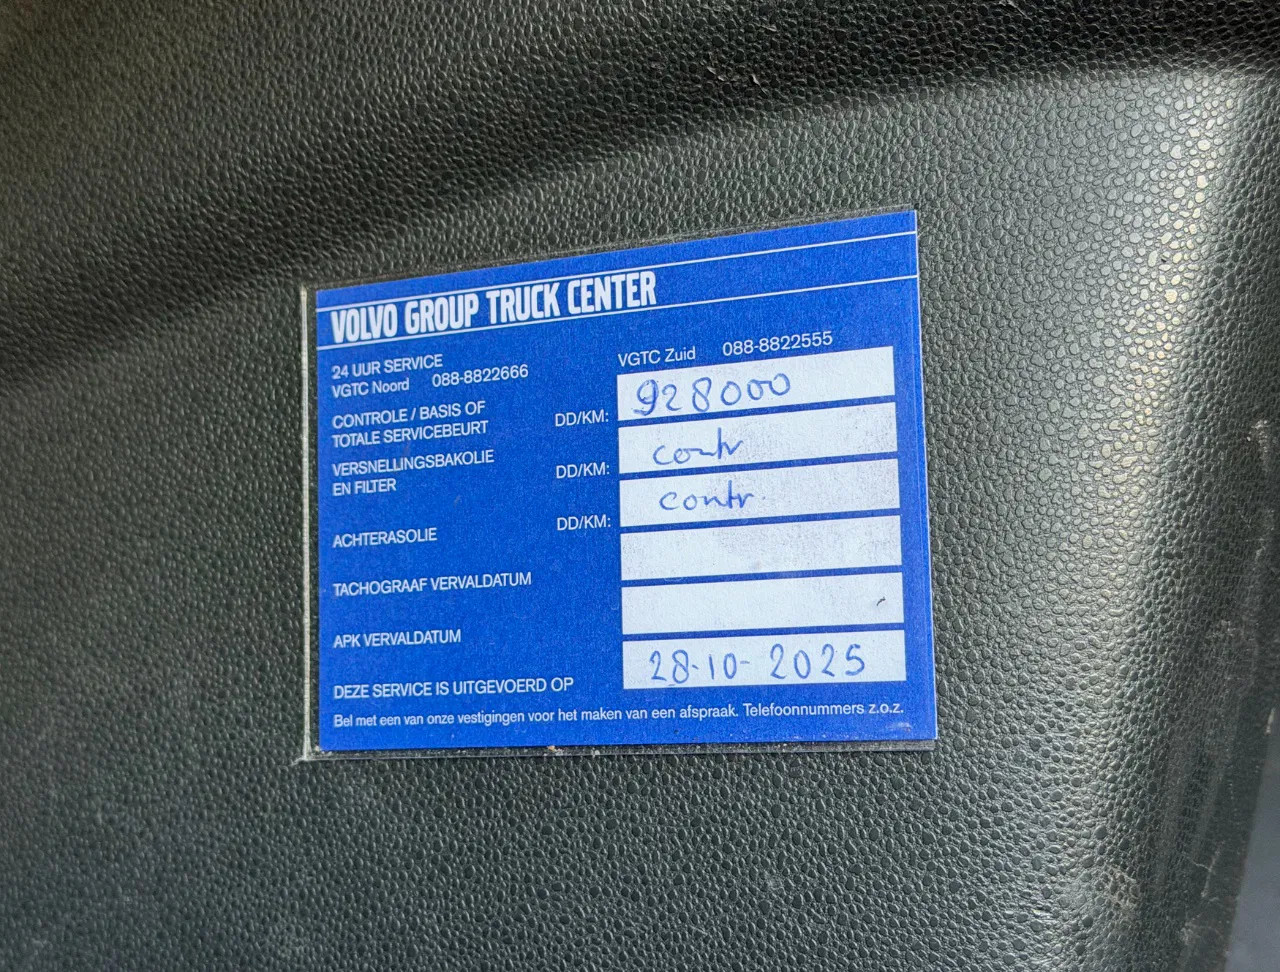 VOLVO GROUP TRUCK CENTER
24 UUR SERVICE
VGTC Noord 088-8822666 VGTC Zuid 088-8822555
CONTROLE / BASIS OF
TOTALE SERVICEBEURT DD/KM: 928000
VERSNELLINGSBAKOLIE
EN FILTER DD/KM: contr
ACHTERASOLIE DD/KM: contr.
TACHOGRAAF VERVALDATUM
APK VERVALDATUM
DEZE SERVICE IS UITGEVOERD OP 28-10-2025
Bel met een van onze vestigingen voor het maken van een afspraak. Telefoonnummers z.o.z.